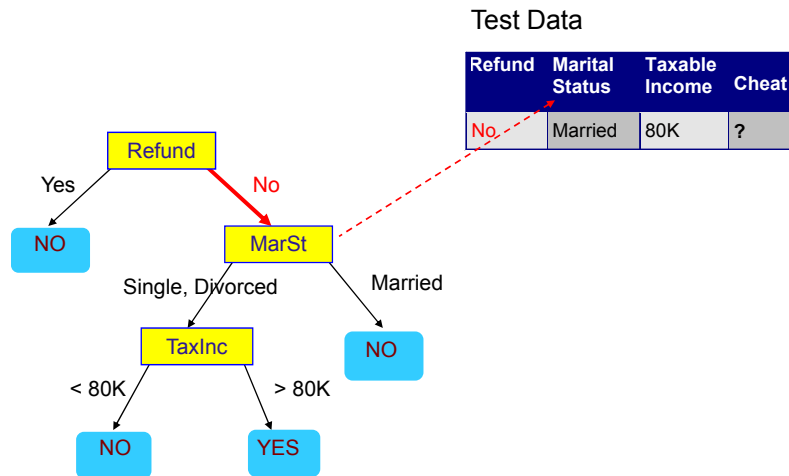 Test Data
Refund Marital Taxable
Status Income Cheat
No Married 80K ?
Refund
Yes No
NO MarSt
Single, Divorced Married
TaxInc NO
< 80K > 80K
NO YES